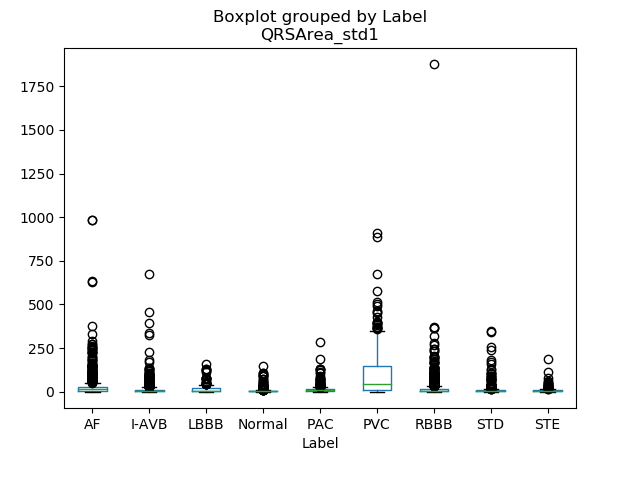 Boxplot grouped by Label
QRSArea_std1
1750
1500
1250
1000
750
500
250
0
AF I-AVB LBBB Normal PAC PVC RBBB STD STE
Label